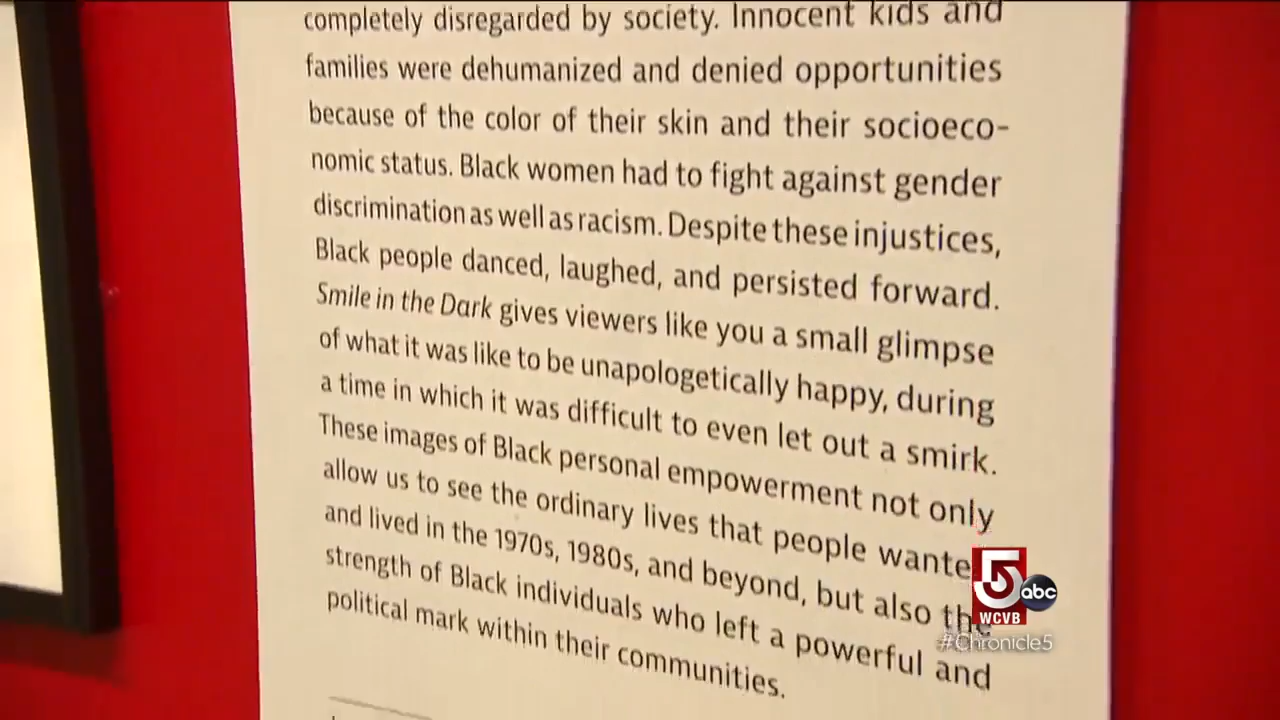 completely disregarded by society. Innocent kids and
families were dehumanized and denied opportunities
because of the color of their skin and their socioeco-
nomic status. Black women had to fight against gender
discrimination as well as racism. Despite these injustices,
Black people danced, laughed, and persisted forward.
Smile in the Dark gives viewers like you a small glimpse
of what it was like to be unapologetically happy, during
a time in which it was difficult to even let out a smirk.
These images of Black personal empowerment not only
allow us to see the ordinary lives that people wante
and lived in the 1970s, 1980s, and beyond, but also the
strength of Black individuals who left a powerful and
political mark within their communities.
5 abc
WCVB
#Chronicle5